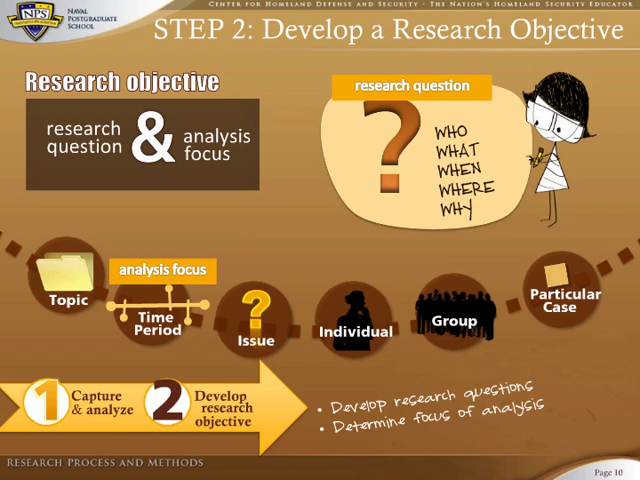 CENTER FOR HOMELAND DEFENSE AND SECURITY • THE NATION'S HOMELAND SECURITY EDUCATOR
NPS
NAVAL
POSTGRADUATE
SCHOOL
STEP 2: Develop a Research Objective
Research objective
research
question
&
analysis
focus
research question
?
WHO
WHAT
WHEN
WHERE
WHY
Topic
analysis focus
Time
Period
?
Issue
Individual
Group
Particular
Case
1
Capture
& analyze
2
Develop
research
objective
• Develop research questions
• Determine focus of analysis
RESEARCH PROCESS AND METHODS
Page 10